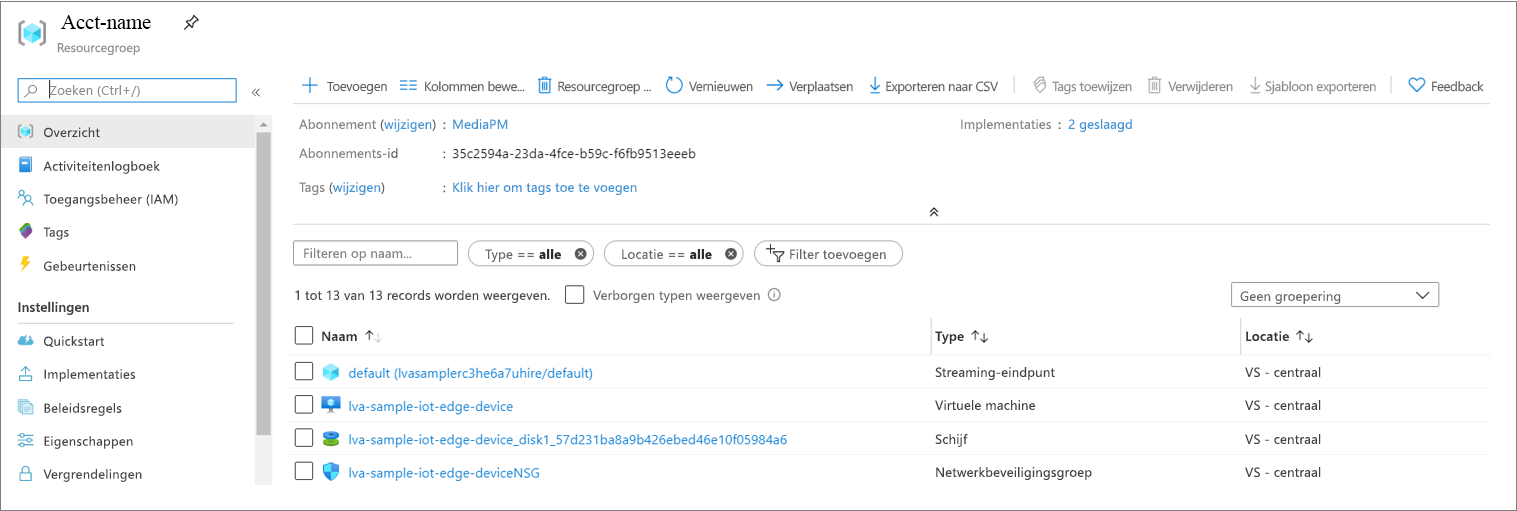 Acct-name
Resourcegroep
Zoeken (Ctrl+/)
«
Overzicht
Activiteitenlogboek
Toegangsbeheer (IAM)
Tags
Gebeurtenissen
Instellingen
Quickstart
Implementaties
Beleidsregels
Eigenschappen
Vergrendelingen
Toevoegen Kolommen bewe... Resourcegroep ... Vernieuwen Verplaatsen Exporteren naar CSV Tags toewijzen Verwijderen Sjabloon exporteren Feedback
Abonnement (wijzigen) : MediaPM Implementaties : 2 geslaagd
Abonnements-id : 35c2594a-23da-4fce-b59c-f6fb9513eeeb
Tags (wijzigen) : Klik hier om tags toe te voegen
Filteren op naam... Type == alle Locatie == alle Filter toevoegen
1 tot 13 van 13 records worden weergeven. Verborgen typen weergeven Geen groepering
Naam Type Locatie
default (lvasamplerc3he6a7uhire/default) Streaming-eindpunt VS - centraal
lva-sample-iot-edge-device Virtuele machine VS - centraal
lva-sample-iot-edge-device_disk1_57d231ba8a9b426ebed46e10f05984a6 Schijf VS - centraal
lva-sample-iot-edge-deviceNSG Netwerkbeveiligingsgroep VS - centraal